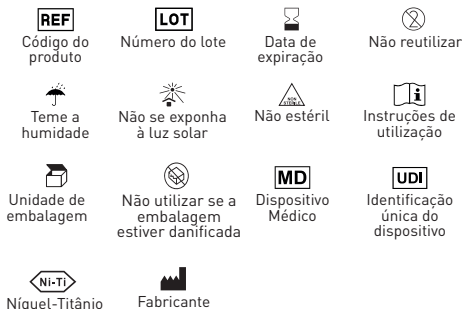 REF
Código do
produto
LOT
Número do lote
Data de
expiração
2
Não reutilizar
Teme a
humidade
Não se exponha
à luz solar
NON
STERILE
Não estéril
i
Instruções de
utilização
Unidade de
embalagem
Não utilizar se a
embalagem
estiver danificada
MD
Dispositivo
Médico
UDI
Identificação
única do
dispositivo
Ni-Ti
Níquel-Titânio
Fabricante